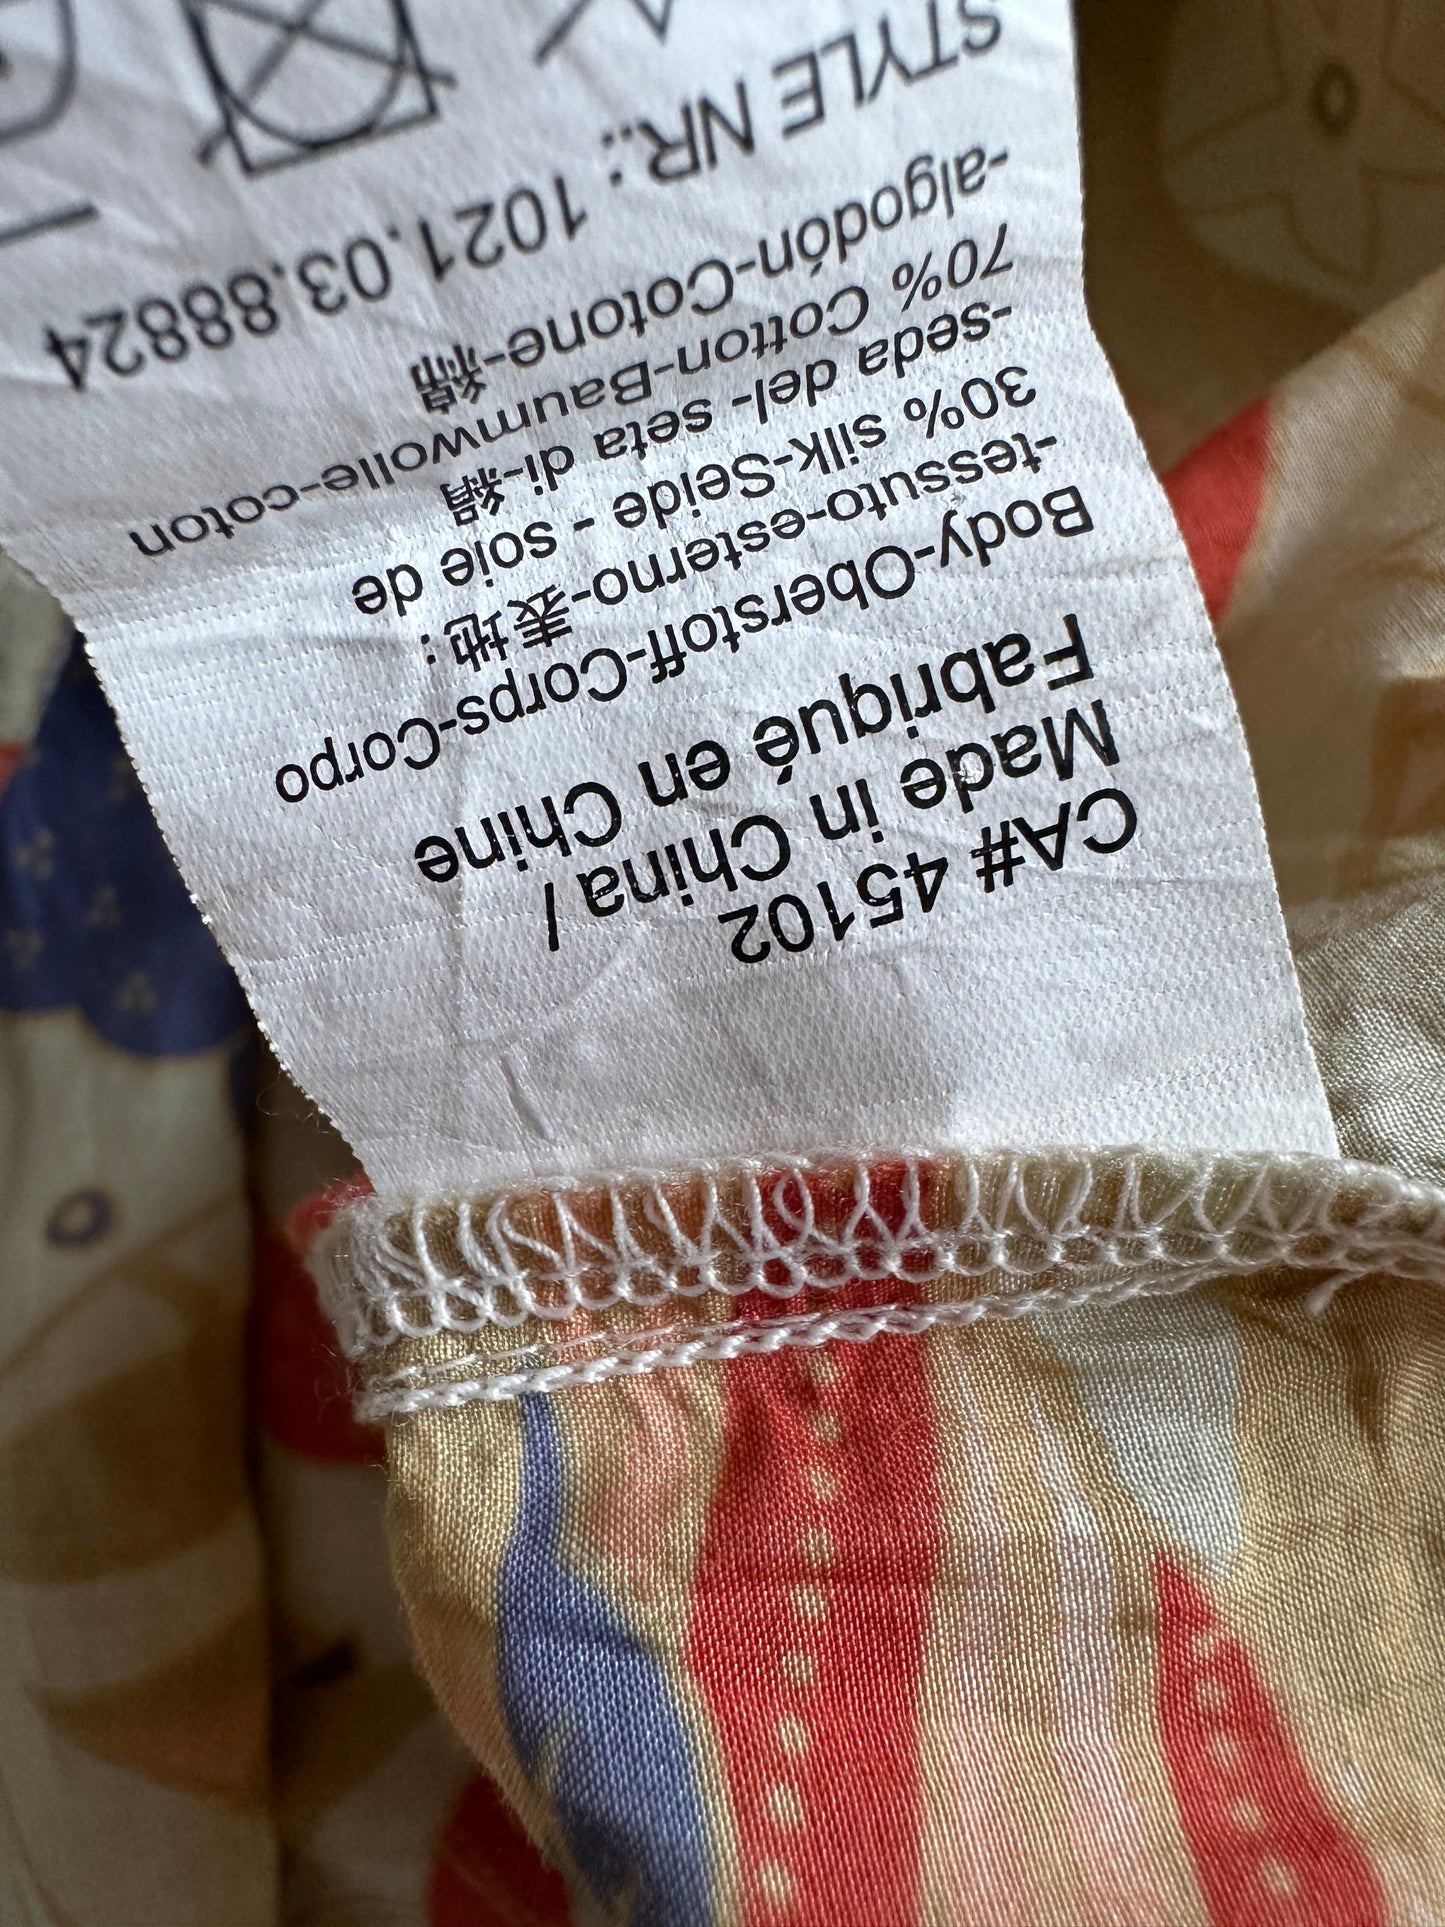 CA# 45102
Made in China/
Fabriqué en Chine
Body-Oberstoff-Corps-Corpo
-tessuto-esterno-表地:
30% silk-Seide - soie de
-seda del- seta di-絹
70% Cotton-Baumwolle-coton
-algodón-Cotone-綿
STYLE NR.: 1021.03.88824